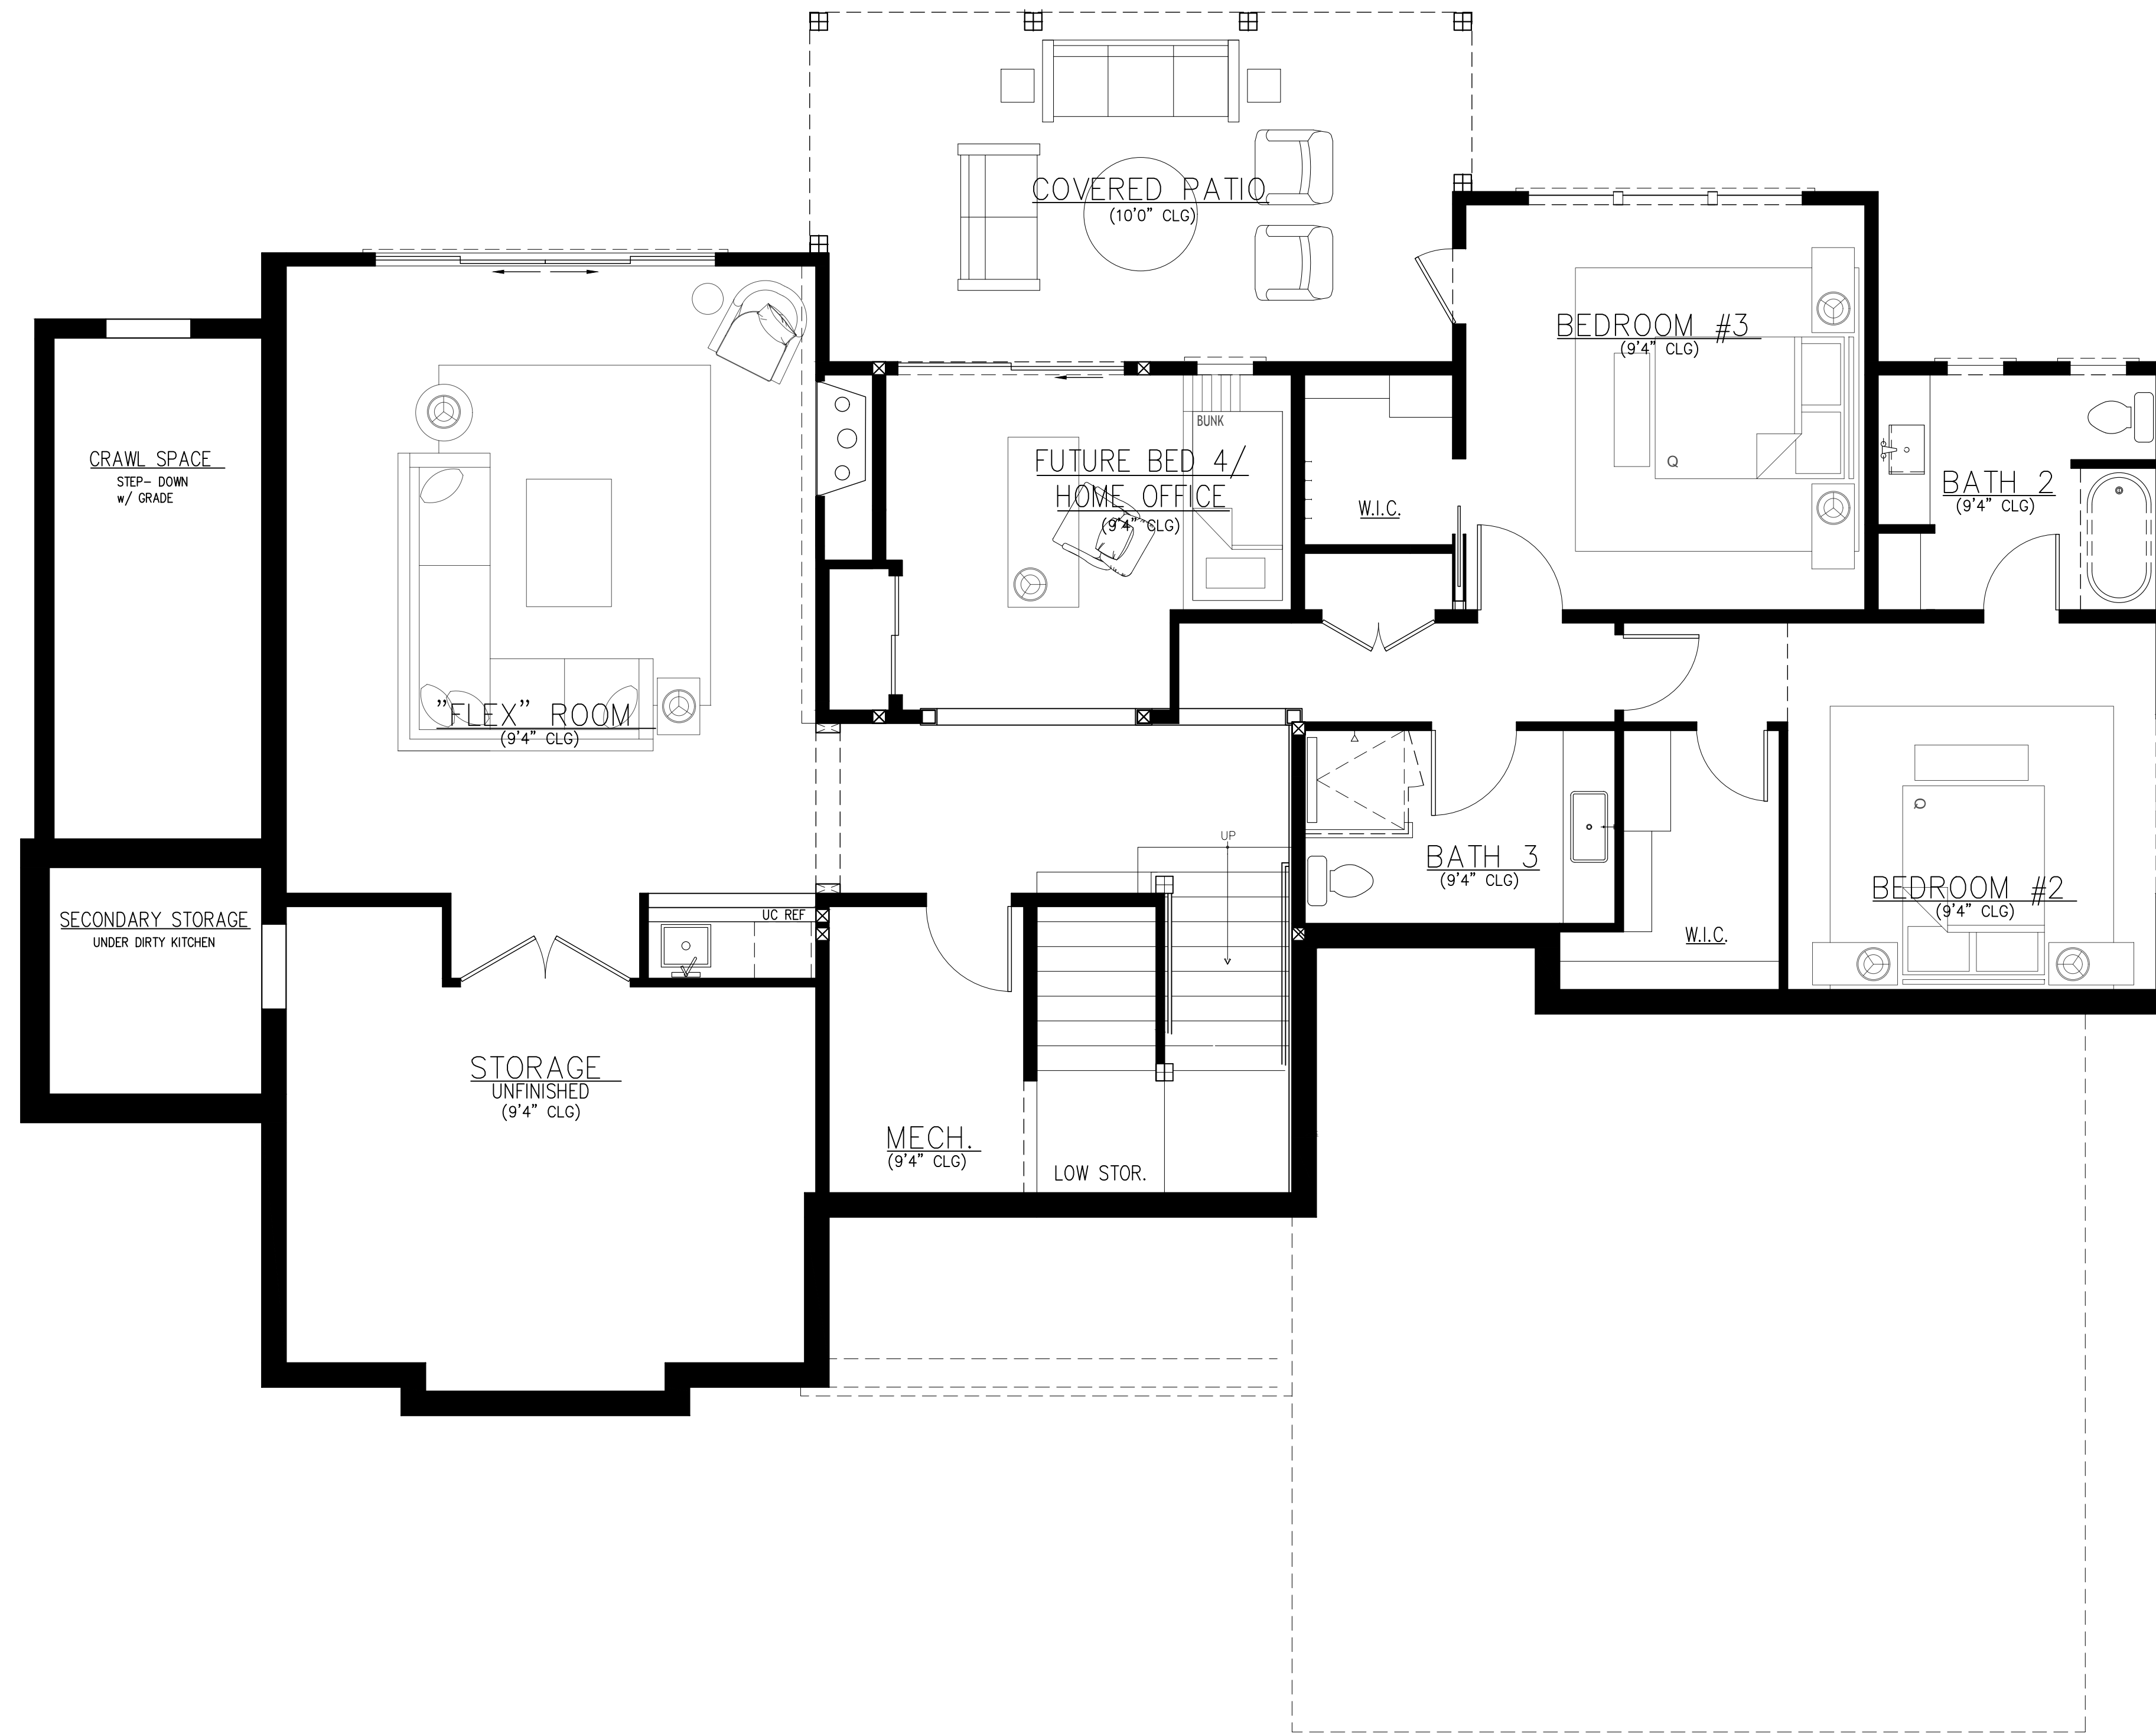 COVERED PATIO
(10'0" CLG)
BEDROOM #3
(9'4" CLG)
Q
CRAWL SPACE
STEP- DOWN
w/ GRADE
BUNK
FUTURE BED 4/
HOME OFFICE
(9'4" CLG)
W.I.C.
BATH 2
(9'4" CLG)
"FLEX" ROOM
(9'4" CLG)
UP
BATH 3
(9'4" CLG)
Q
BEDROOM #2
(9'4" CLG)
W.I.C.
SECONDARY STORAGE
UNDER DIRTY KITCHEN
UC REF
STORAGE
UNFINISHED
(9'4" CLG)
MECH.
(9'4" CLG)
LOW STOR.